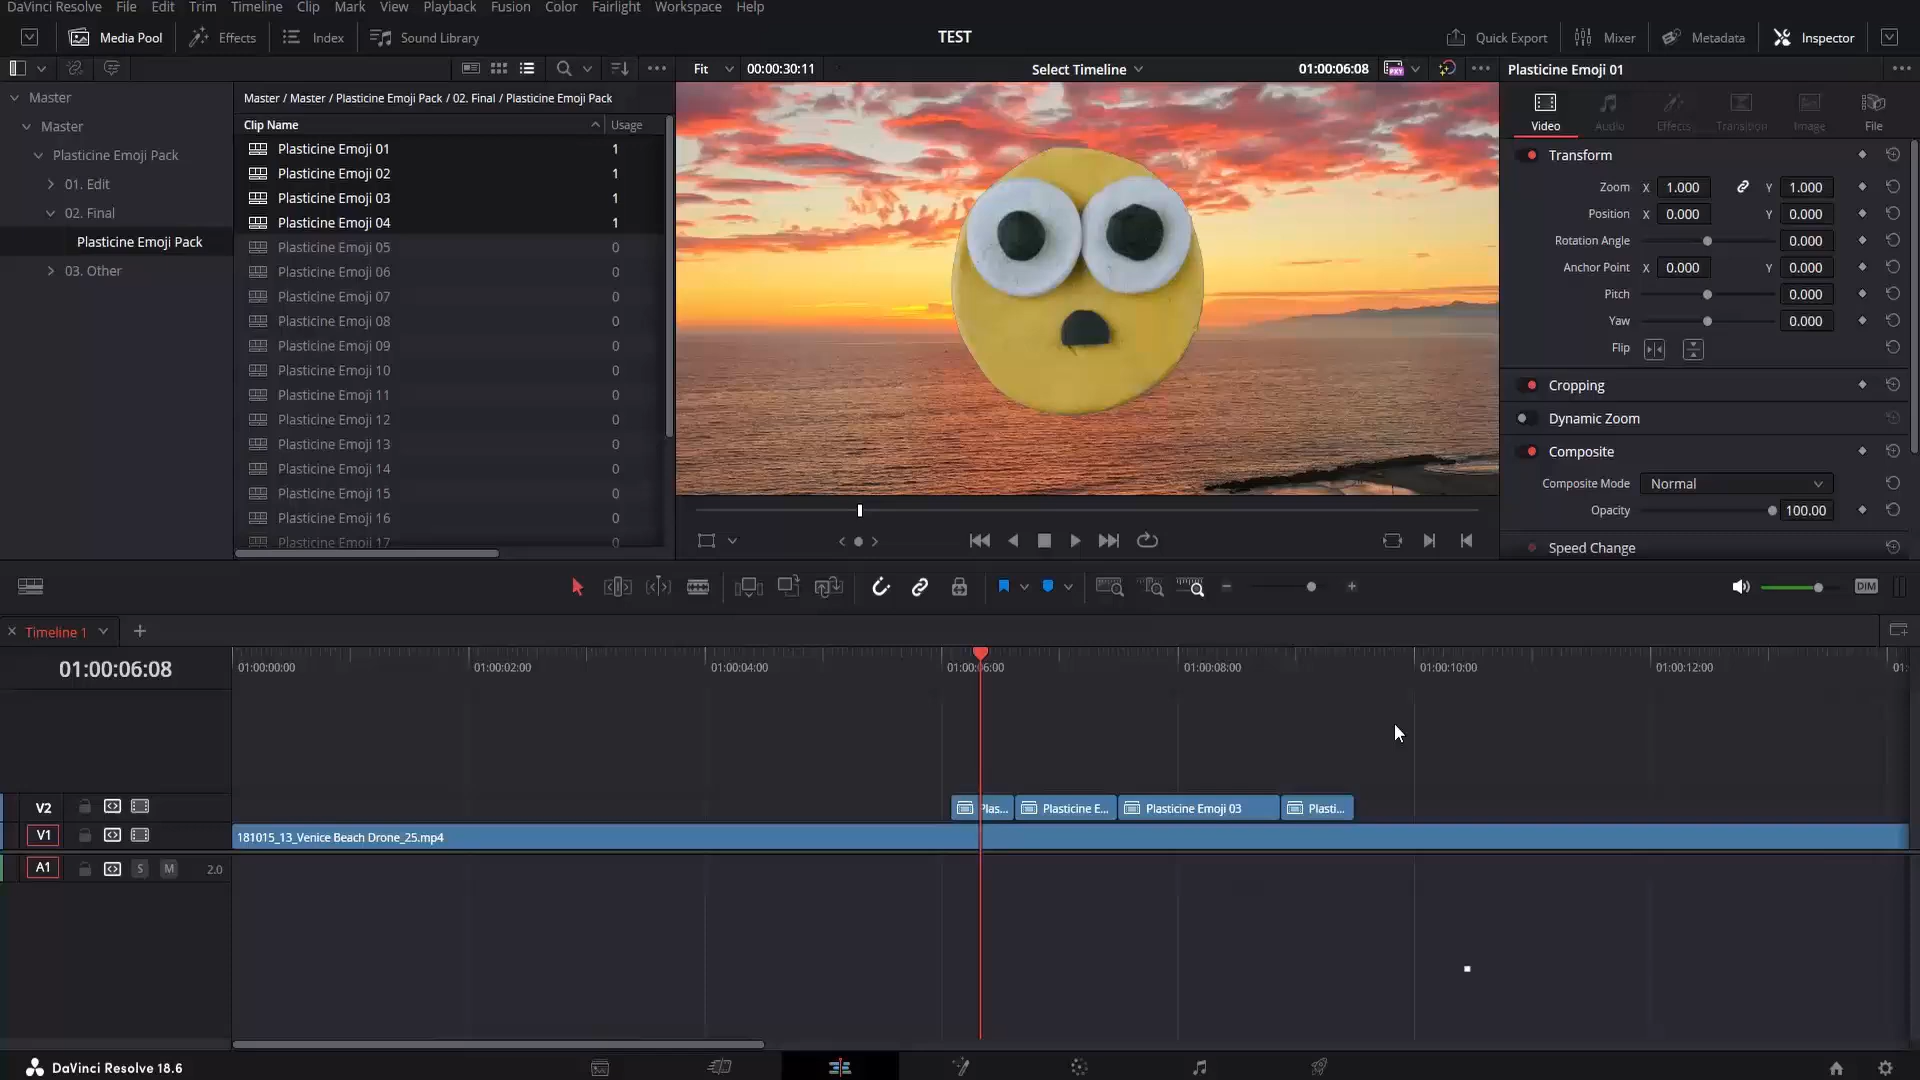 DaVinci Resolve File Edit Trim Timeline Clip Mark View Playback Fusion Color Fairlight Workspace Help
Media Pool Effects Index Sound Library TEST Quick Export Mixer Metadata Inspector
Fit 00:00:30:11 Select Timeline 01:00:06:08 PXY Plasticine Emoji 01
Master
Master
Plasticine Emoji Pack
01. Edit
02. Final
Plasticine Emoji Pack
03. Other
Master / Master / Plasticine Emoji Pack / 02. Final / Plasticine Emoji Pack
Clip Name Usage
Plasticine Emoji 01 1
Plasticine Emoji 02 1
Plasticine Emoji 03 1
Plasticine Emoji 04 1
Plasticine Emoji 05 0
Plasticine Emoji 06 0
Plasticine Emoji 07 0
Plasticine Emoji 08 0
Plasticine Emoji 09 0
Plasticine Emoji 10 0
Plasticine Emoji 11 0
Plasticine Emoji 12 0
Plasticine Emoji 13 0
Plasticine Emoji 14 0
Plasticine Emoji 15 0
Plasticine Emoji 16 0
Plasticine Emoji 17 0
Video Audio Effects Transition Image File
Transform
Zoom X 1.000 Y 1.000
Position X 0.000 Y 0.000
Rotation Angle 0.000
Anchor Point X 0.000 Y 0.000
Pitch 0.000
Yaw 0.000
Flip
Cropping
Dynamic Zoom
Composite
Composite Mode Normal
Opacity 100.00
Speed Change
DIM
Timeline 1
01:00:06:08 01:00:00:00 01:00:02:00 01:00:04:00 01:00:06:00 01:00:08:00 01:00:10:00 01:00:12:00 01:
V2 Plas... Plasticine E... Plasticine Emoji 03 Plasti...
V1 181015_13_Venice Beach Drone_25.mp4
A1 S M 2.0
DaVinci Resolve 18.6